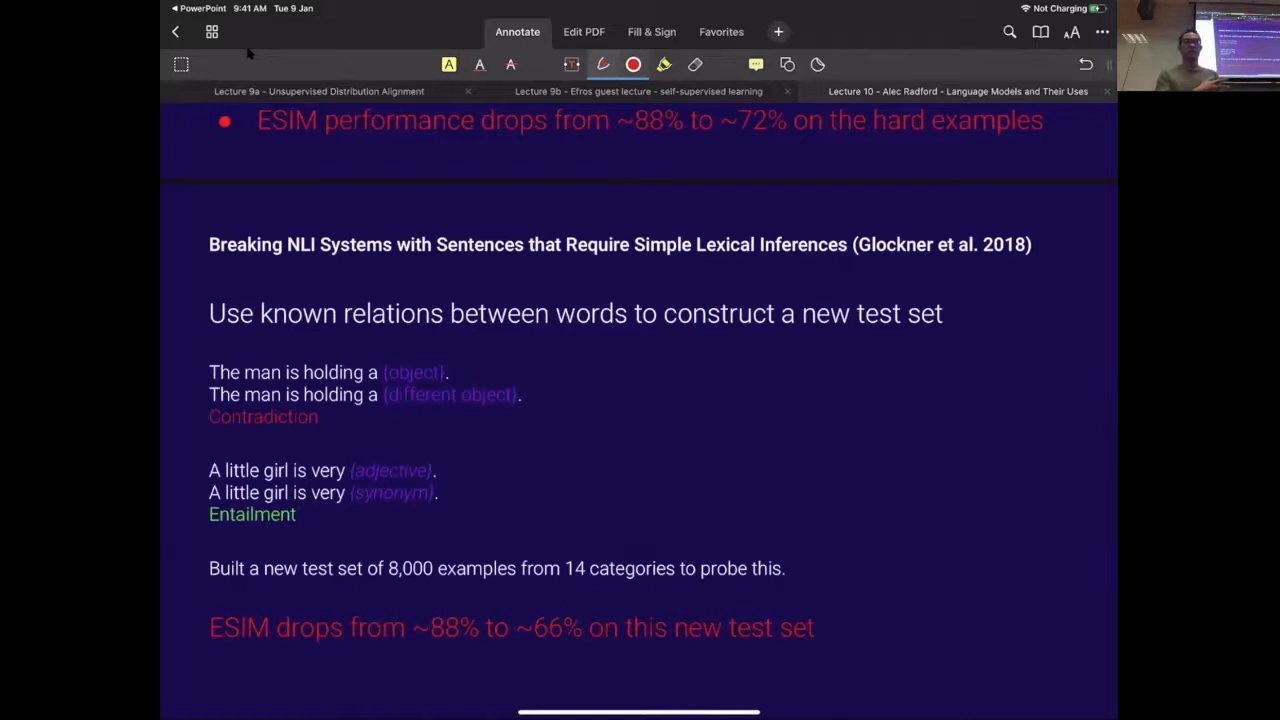 PowerPoint 9:41 AM Tue 9 Jan Not Charging
Annotate Edit PDF Fill & Sign Favorites
AA
A A A T
Lecture 9a - Unsupervised Distribution Alignment Lecture 9b - Efros guest lecture - self-supervised learning Lecture 10 - Alec Radford - Language Models and Their Uses
ESIM performance drops from ~88% to ~72% on the hard examples
Breaking NLI Systems with Sentences that Require Simple Lexical Inferences (Glockner et al. 2018)
Use known relations between words to construct a new test set
The man is holding a {object}.
The man is holding a {different object}.
Contradiction
A little girl is very {adjective}.
A little girl is very {synonym}.
Entailment
Built a new test set of 8,000 examples from 14 categories to probe this.
ESIM drops from ~88% to ~66% on this new test set